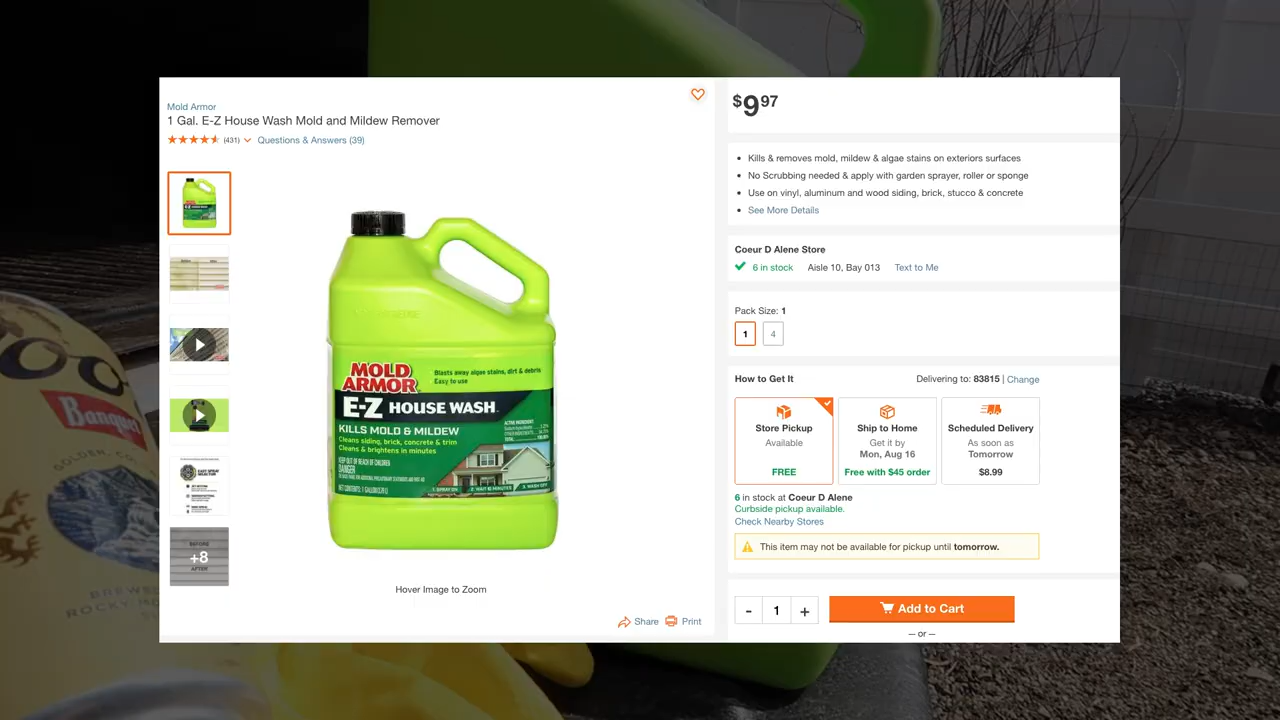 Mold Armor
1 Gal. E-Z House Wash Mold and Mildew Remover
(431)
Questions & Answers (39)
+8
MOLD
ARMOR
Blasts away algae stains, dirt & debris
Easy to use
E-Z HOUSE WASH
KILLS MOLD & MILDEW
Cleans siding, brick, concrete & trim
Cleans & brightens in minutes
KEEP OUT OF REACH OF CHILDREN
DANGER
Hover Image to Zoom
Share
Print
$9 97
Kills & removes mold, mildew & algae stains on exteriors surfaces
No Scrubbing needed & apply with garden sprayer, roller or sponge
Use on vinyl, aluminum and wood siding, brick, stucco & concrete
See More Details
Coeur D Alene Store
6 in stock Aisle 10, Bay 013 Text to Me
Pack Size: 1
1 4
How to Get It
Delivering to: 83815 | Change
Store Pickup
Available
FREE
Ship to Home
Get it by
Mon, Aug 16
Free with $45 order
Scheduled Delivery
As soon as
Tomorrow
$8.99
6 in stock at Coeur D Alene
Curbside pickup available.
Check Nearby Stores
This item may not be available for pickup until tomorrow.
- 1 +
Add to Cart
— or —
Banquet